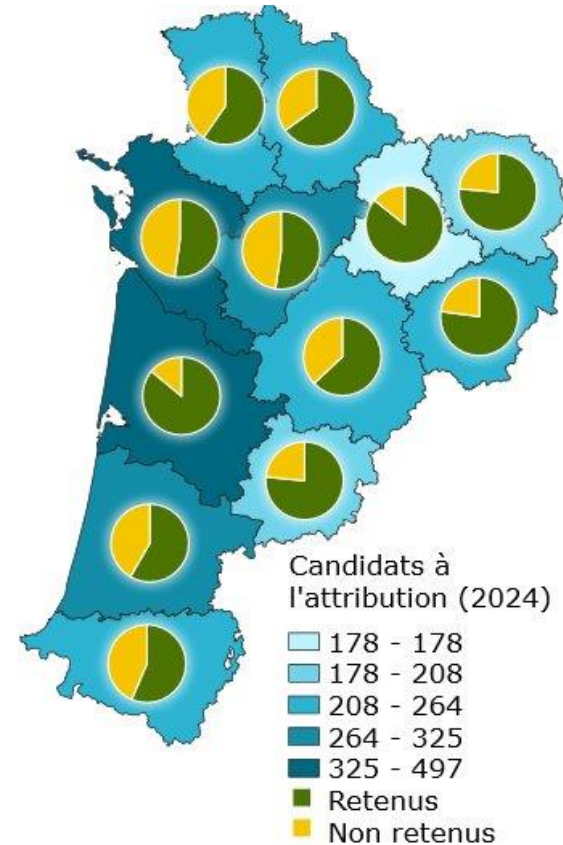 Candidats à
l'attribution (2024)
178 - 178
178 - 208
208 - 264
264 - 325
325 - 497
Retenus
Non retenus